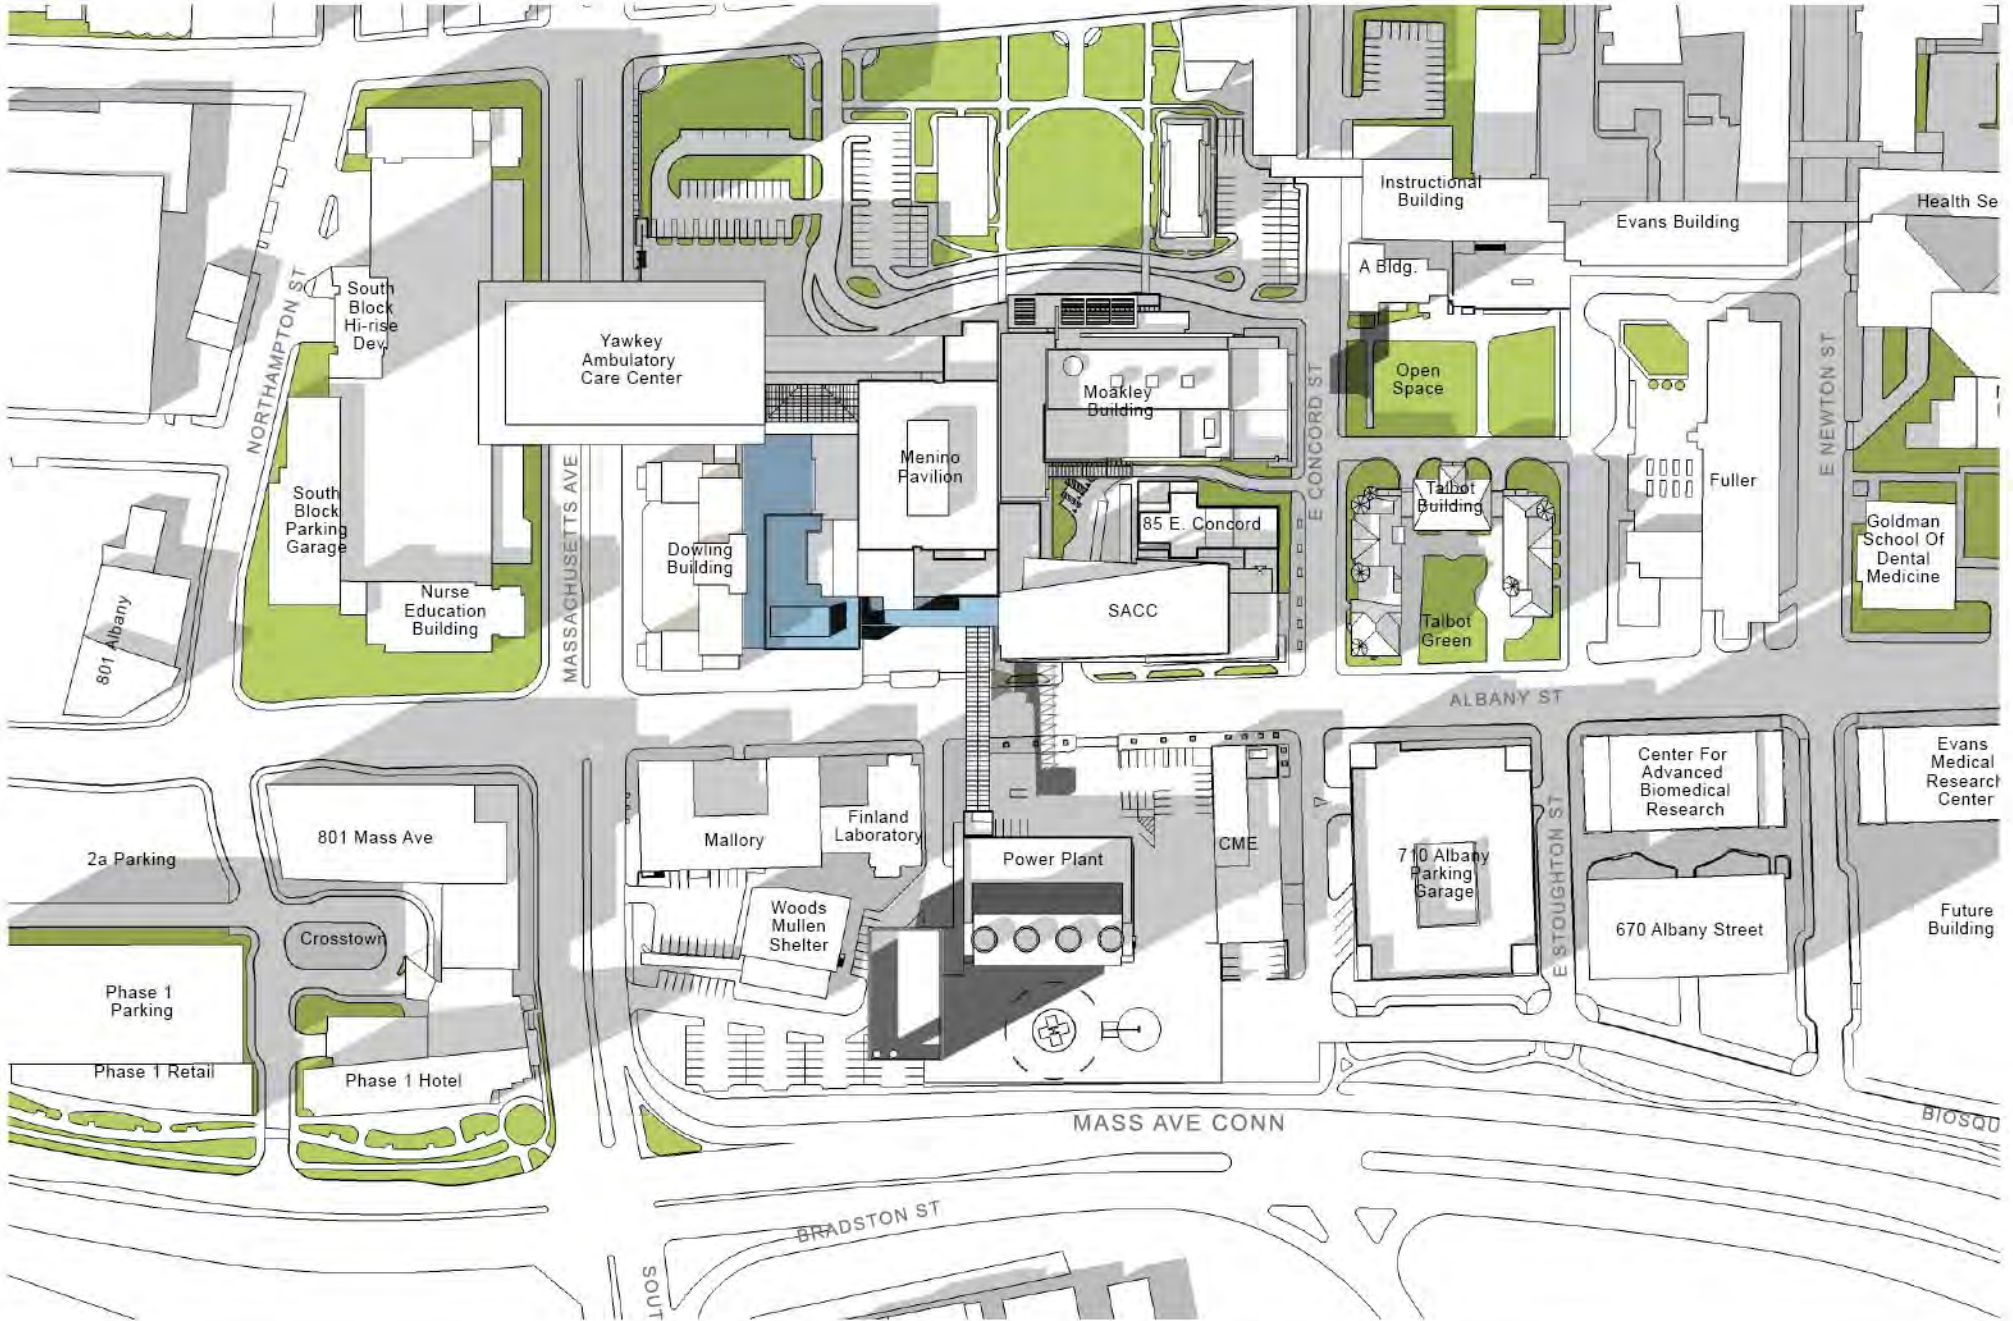 Instructional
Building
Health Se
Evans Building
A Bldg.
South
Block
Hi-rise
Dev.
NORTHAMPTON ST
Yawkey
Ambulatory
Care Center
Moakley
Building
E CONCORD ST
Open
Space
E NEWTON ST
Menino
Pavilion
MASSACHUSETTS AVE
South
Block
Parking
Garage
Dowling
Building
85 E. Concord
Talbot
Building
Fuller
Goldman
School Of
Dental
Medicine
Nurse
Education
Building
801 Albany
SACC
Talbot
Green
ALBANY ST
Center For
Advanced
Biomedical
Research
Evans
Medical
Research
Center
2a Parking
801 Mass Ave
Mallory
Finland
Laboratory
Power Plant
CME
710 Albany
Parking
Garage
E STOUGHTON ST
Crosstown
Woods
Mullen
Shelter
670 Albany Street
Future
Building
Phase 1
Parking
Phase 1 Retail
Phase 1 Hotel
MASS AVE CONN
BIOSQU
BRADSTON ST
SOUT